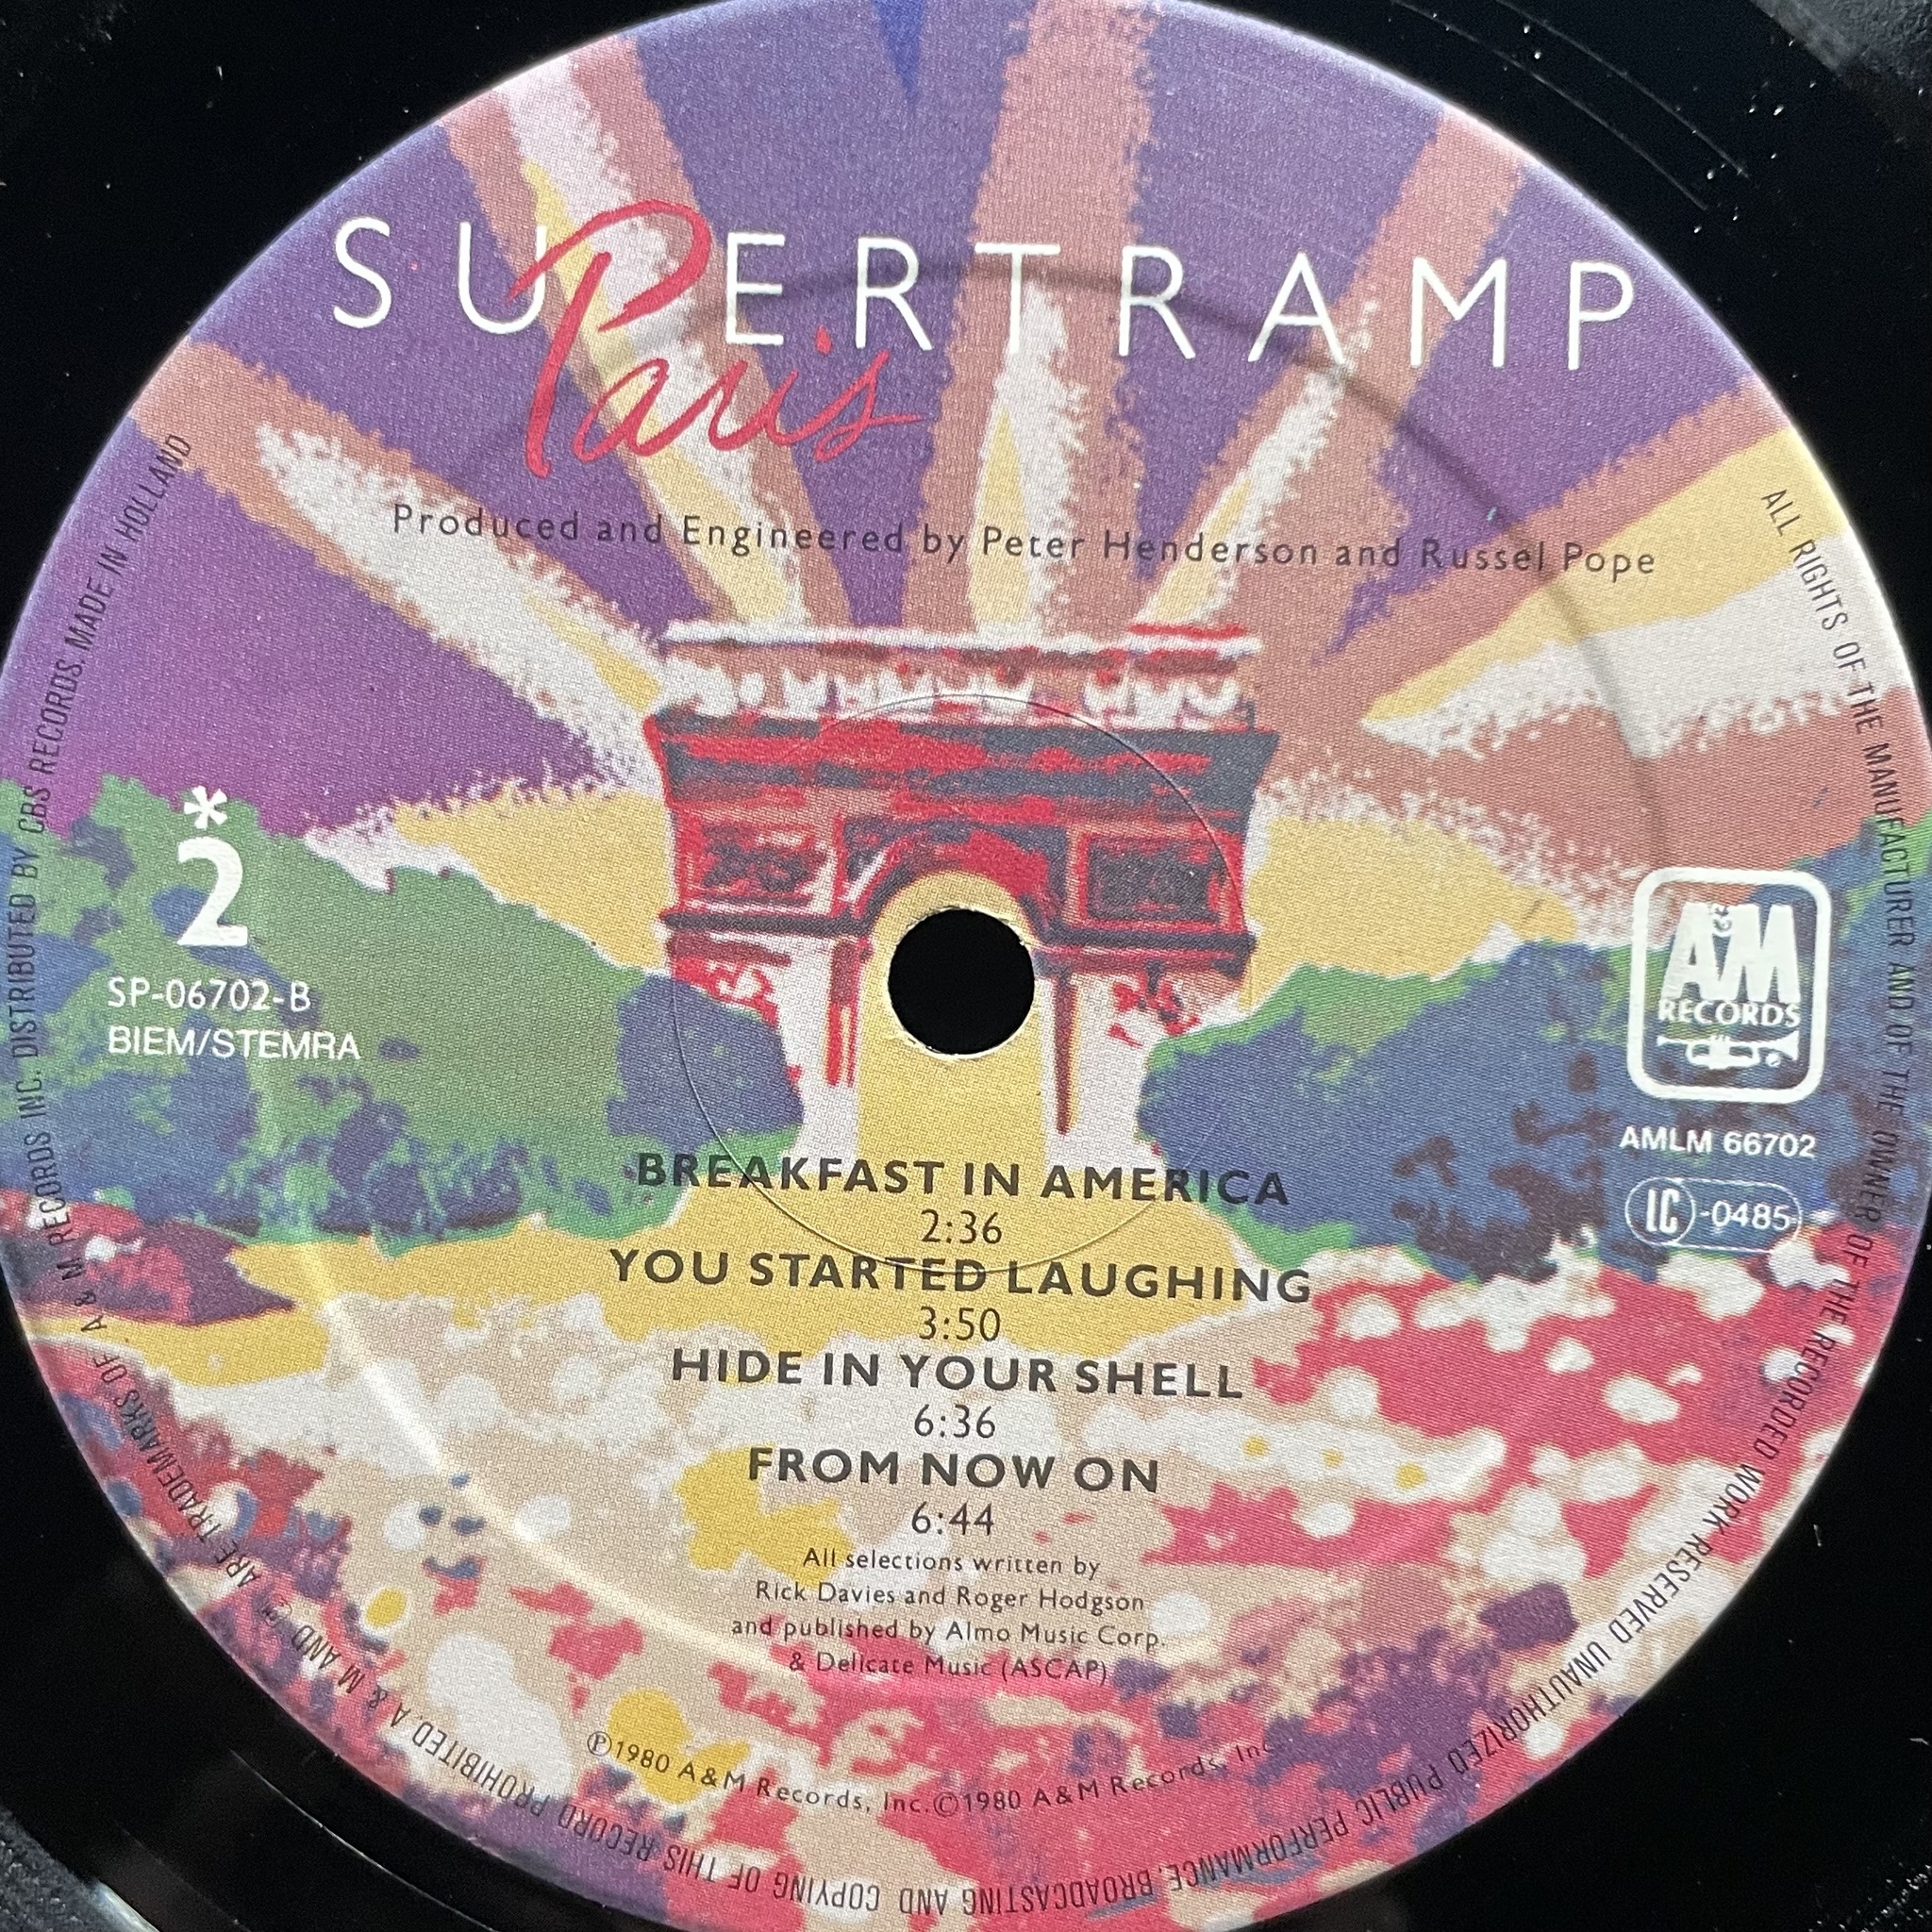 SUPERTRAMP
Paris
Produced and Engineered by Peter Henderson and Russel Pope
*
2
SP-06702-B
BIEM/STEMRA
A&M
RECORDS
AMLM 66702
IC-0485
BREAKFAST IN AMERICA
2:36
YOU STARTED LAUGHING
3:50
HIDE IN YOUR SHELL
6:36
FROM NOW ON
6:44
All selections written by
Rick Davies and Roger Hodgson
and published by Almo Music Corp.
& Delicate Music (ASCAP)
℗1980 A&M Records, Inc.©1980 A&M Records, Inc.
ALL RIGHTS OF THE MANUFACTURER AND OF THE OWNER OF THE RECORDED WORK RESERVED UNAUTHORIZED PUBLIC PERFORMANCE, BROADCASTING AND COPYING OF THIS RECORD PROHIBITED. A & M AND ARE TRADEMARKS OF A & M RECORDS INC. DISTRIBUTED BY CBS RECORDS. MADE IN HOLLAND